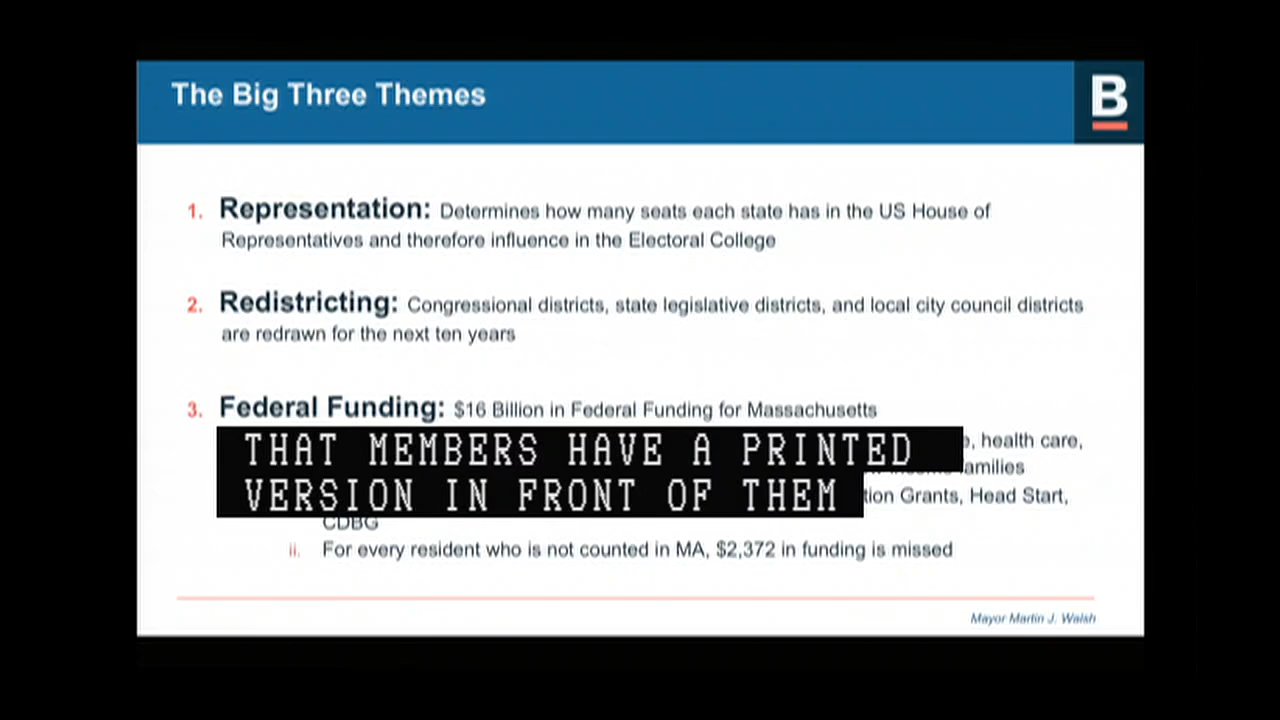 The Big Three Themes
B
1. Representation: Determines how many seats each state has in the US House of
Representatives and therefore influence in the Electoral College
2. Redistricting: Congressional districts, state legislative districts, and local city council districts
are redrawn for the next ten years
3. Federal Funding: $16 Billion in Federal Funding for Massachusetts
health care,
THAT MEMBERS HAVE A PRINTED
families
VERSION IN FRONT OF THEM
Grants, Head Start,
CDBG
ii. For every resident who is not counted in MA, $2,372 in funding is missed
Mayor Martin J. Walsh